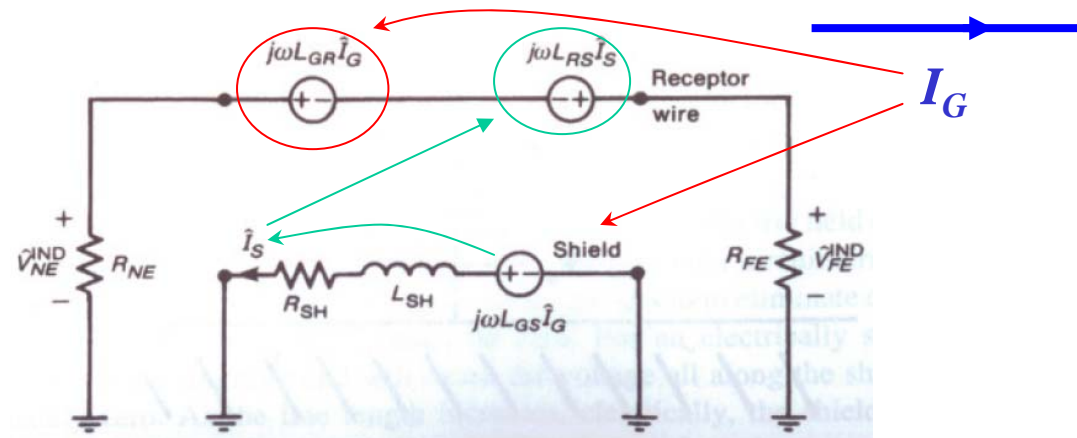 jωL_GR Î_G
jωL_RS Î_S
Receptor
wire
I_G
+ −
− +
+
V̂_NE^IND
−
R_NE
Î_S
R_SH
L_SH
+ −
Shield
jωL_GS Î_G
R_FE
+
V̂_FE^IND
−